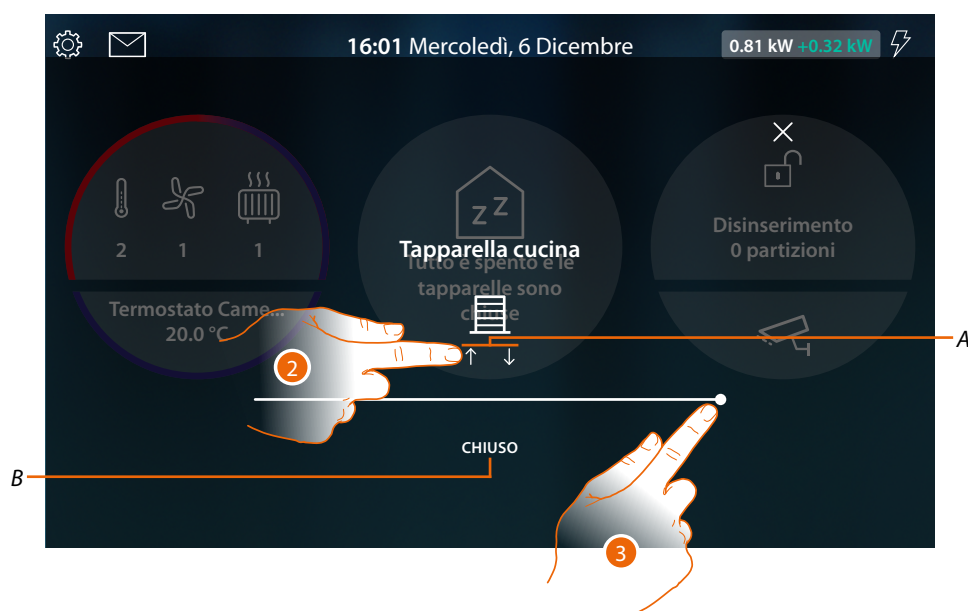 16:01 Mercoledì, 6 Dicembre
0.81 kW +0.32 kW
2 1 1
Termostato Came...
20.0 °C
Tapparella cucina
Tutto è spento e le
tapparelle sono
chiuse
Z Z
Disinserimento
0 partizioni
A
2
CHIUSO
B
3